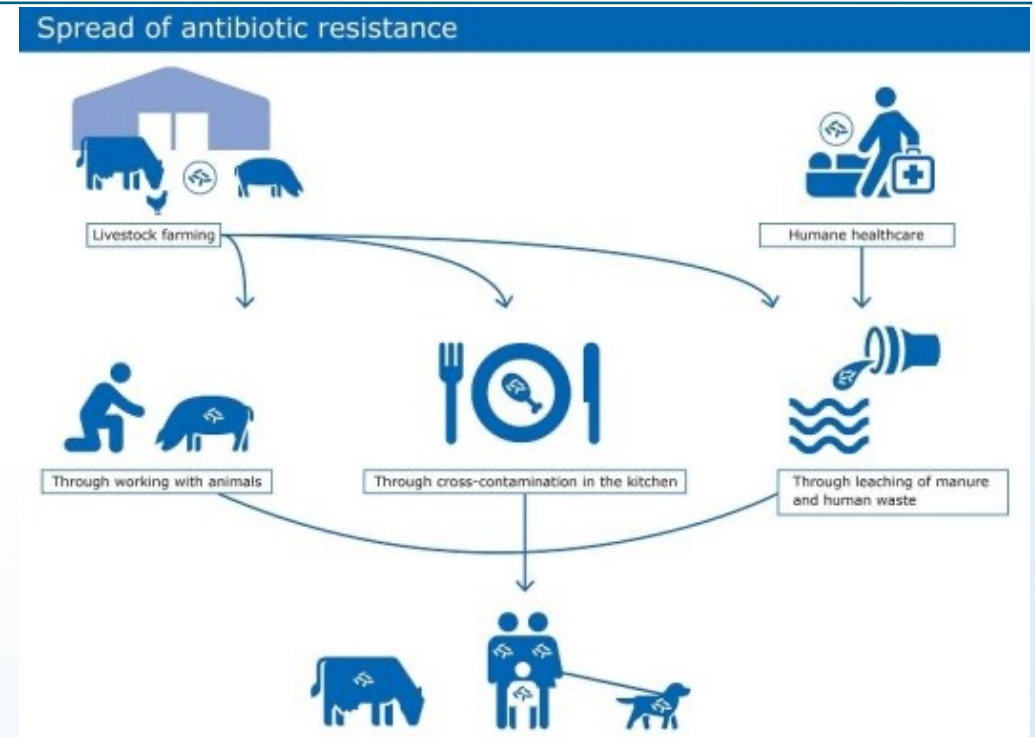 Spread of antibiotic resistance
Livestock farming
Humane healthcare
Through working with animals
Through cross-contamination in the kitchen
Through leaching of manure
and human waste